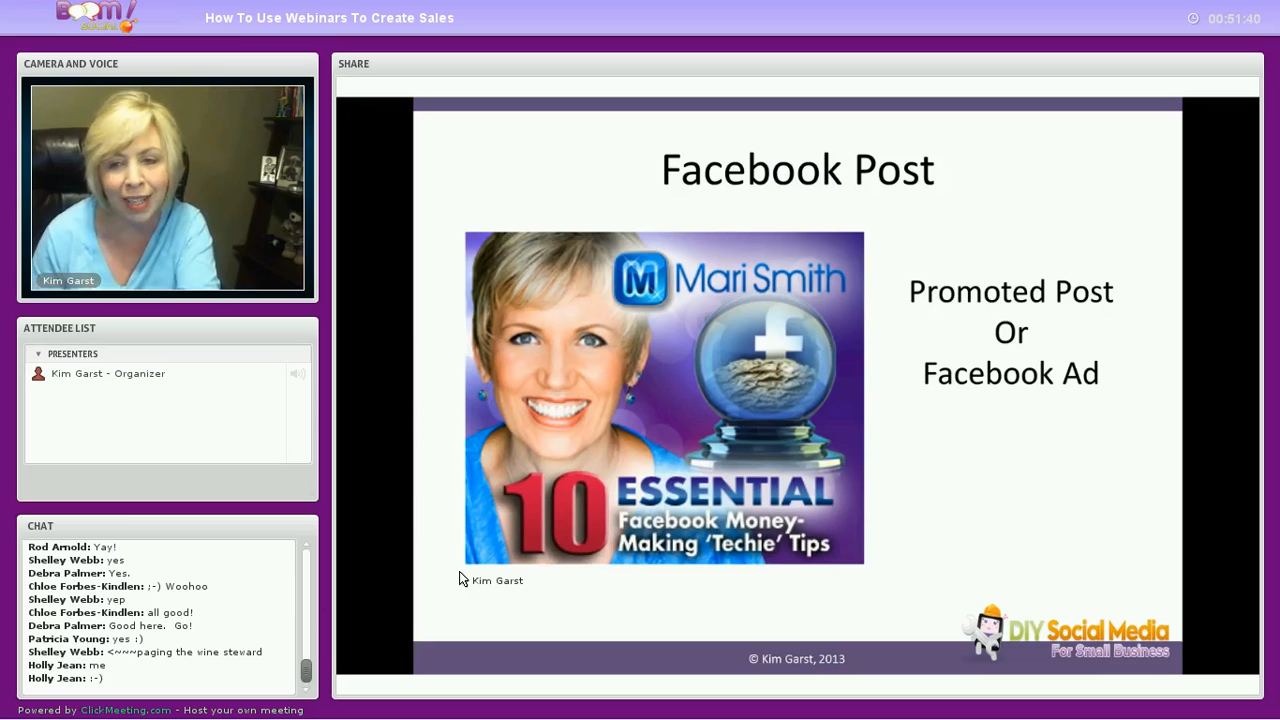 BOOM!
SOCIAL
How To Use Webinars To Create Sales
00:51:40
CAMERA AND VOICE
Kim Garst
ATTENDEE LIST
PRESENTERS
Kim Garst - Organizer
CHAT
Rod Arnold: Yay!
Shelley Webb: yes
Debra Palmer: Yes.
Chloe Forbes-Kindlen: ;-) Woohoo
Shelley Webb: yep
Chloe Forbes-Kindlen: all good!
Debra Palmer: Good here.  Go!
Patricia Young: yes :)
Shelley Webb: <~~~paging the wine steward
Holly Jean: me
Holly Jean: :-)
Powered by ClickMeeting.com - Host your own meeting
SHARE
Facebook Post
M Mari Smith
f
10 ESSENTIAL
Facebook Money-
Making 'Techie' Tips
Kim Garst
Promoted Post
Or
Facebook Ad
DIY Social Media
For Small Business
© Kim Garst, 2013